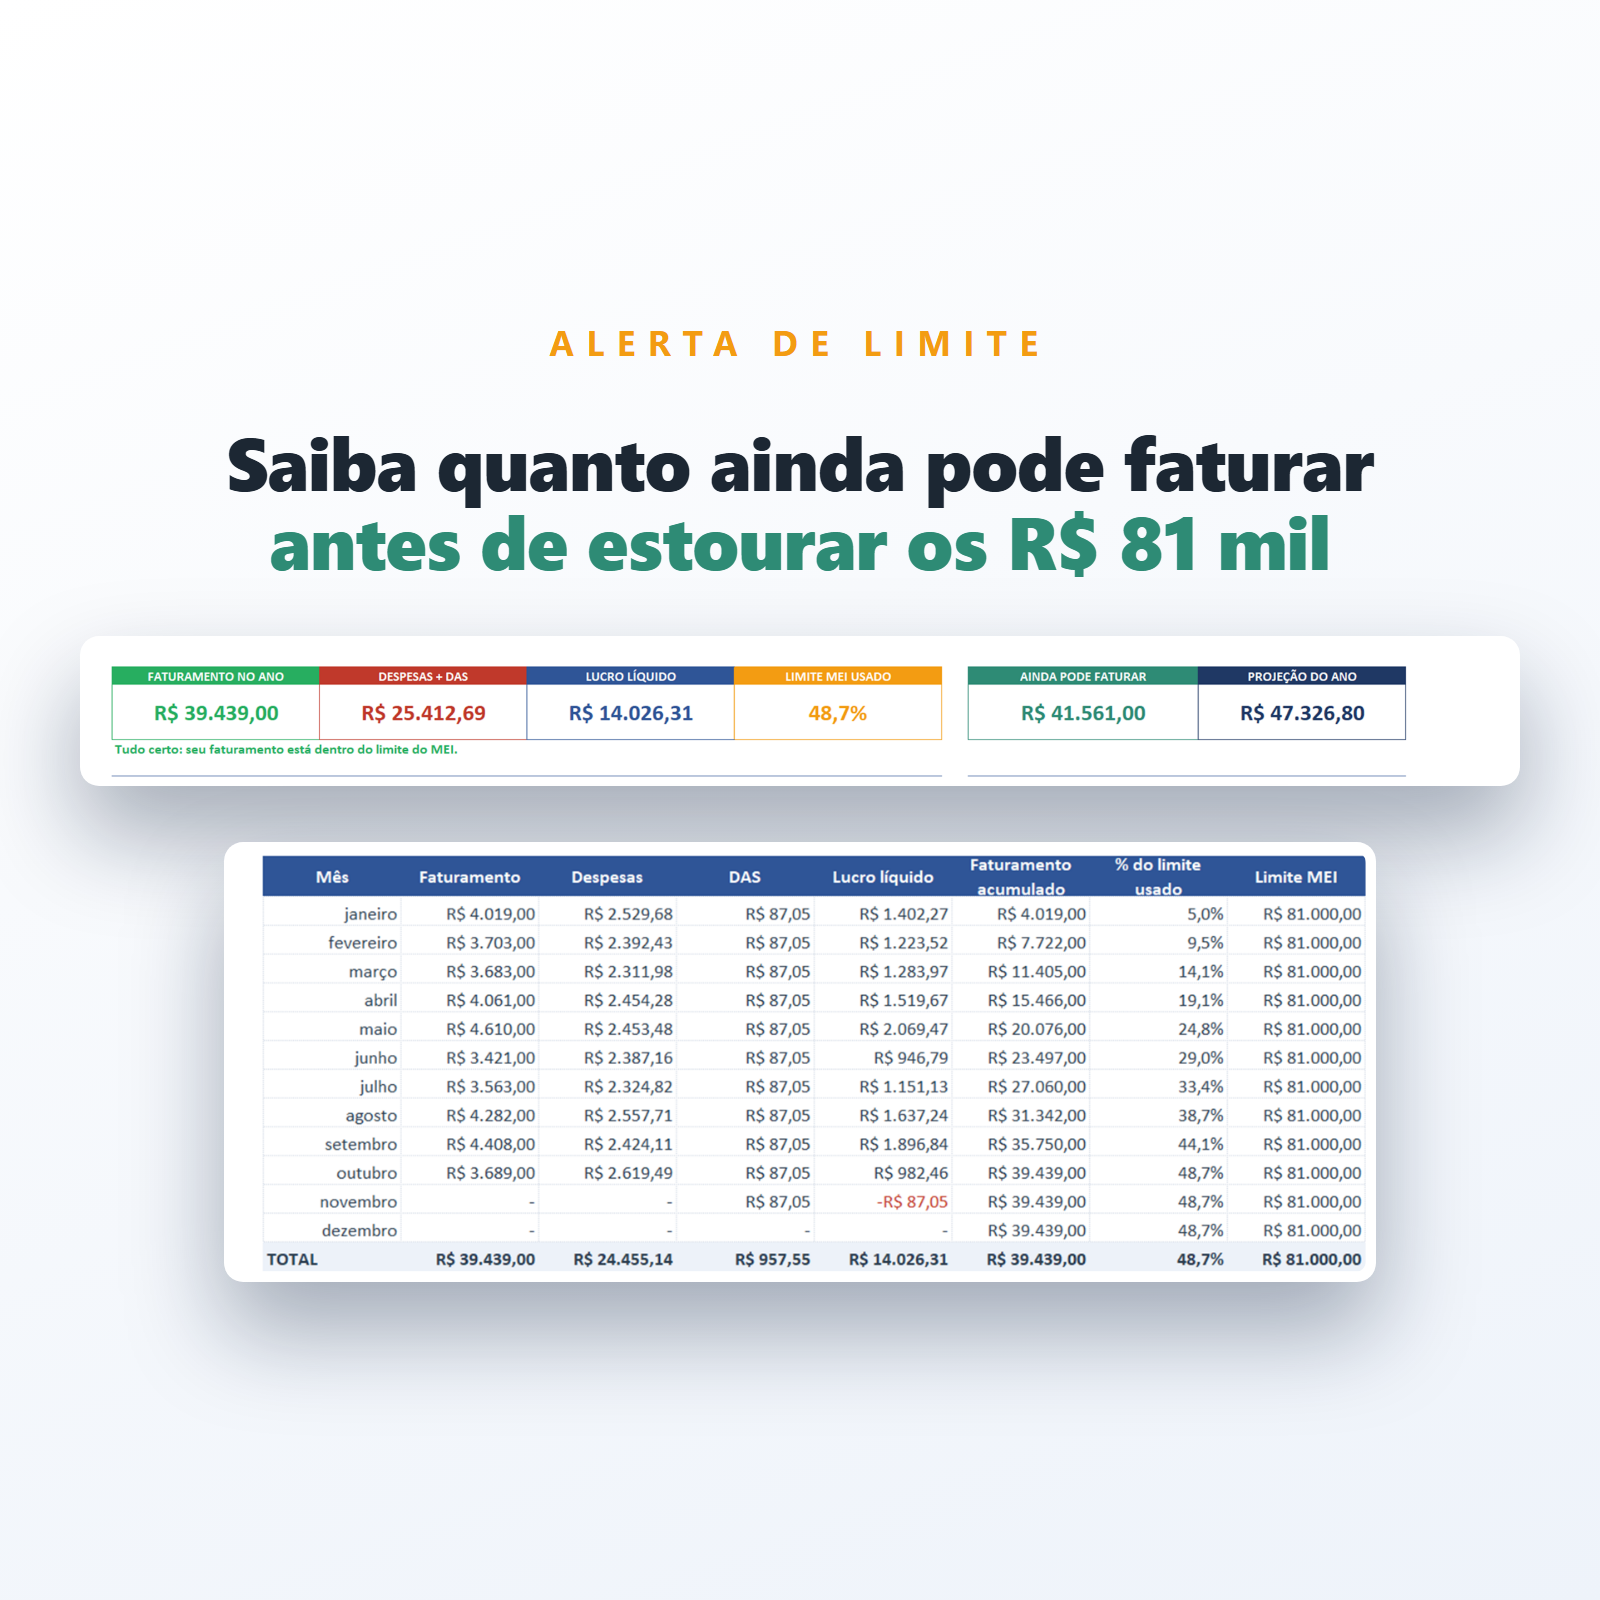 ALERTA DE LIMITE
Saiba quanto ainda pode faturar
antes de estourar os R$ 81 mil
FATURAMENTO NO ANO DESPESAS + DAS LUCRO LÍQUIDO LIMITE MEI USADO AINDA PODE FATURAR PROJEÇÃO DO ANO
R$ 39.439,00 R$ 25.412,69 R$ 14.026,31 48,7% R$ 41.561,00 R$ 47.326,80
Tudo certo: seu faturamento está dentro do limite do MEI.
Mês Faturamento Despesas DAS Lucro líquido Faturamento acumulado % do limite usado Limite MEI
janeiro R$ 4.019,00 R$ 2.529,68 R$ 87,05 R$ 1.402,27 R$ 4.019,00 5,0% R$ 81.000,00
fevereiro R$ 3.703,00 R$ 2.392,43 R$ 87,05 R$ 1.223,52 R$ 7.722,00 9,5% R$ 81.000,00
março R$ 3.683,00 R$ 2.311,98 R$ 87,05 R$ 1.283,97 R$ 11.405,00 14,1% R$ 81.000,00
abril R$ 4.061,00 R$ 2.454,28 R$ 87,05 R$ 1.519,67 R$ 15.466,00 19,1% R$ 81.000,00
maio R$ 4.610,00 R$ 2.453,48 R$ 87,05 R$ 2.069,47 R$ 20.076,00 24,8% R$ 81.000,00
junho R$ 3.421,00 R$ 2.387,16 R$ 87,05 R$ 946,79 R$ 23.497,00 29,0% R$ 81.000,00
julho R$ 3.563,00 R$ 2.324,82 R$ 87,05 R$ 1.151,13 R$ 27.060,00 33,4% R$ 81.000,00
agosto R$ 4.282,00 R$ 2.557,71 R$ 87,05 R$ 1.637,24 R$ 31.342,00 38,7% R$ 81.000,00
setembro R$ 4.408,00 R$ 2.424,11 R$ 87,05 R$ 1.896,84 R$ 35.750,00 44,1% R$ 81.000,00
outubro R$ 3.689,00 R$ 2.619,49 R$ 87,05 R$ 982,46 R$ 39.439,00 48,7% R$ 81.000,00
novembro - - R$ 87,05 -R$ 87,05 R$ 39.439,00 48,7% R$ 81.000,00
dezembro - - - - R$ 39.439,00 48,7% R$ 81.000,00
TOTAL R$ 39.439,00 R$ 24.455,14 R$ 957,55 R$ 14.026,31 R$ 39.439,00 48,7% R$ 81.000,00